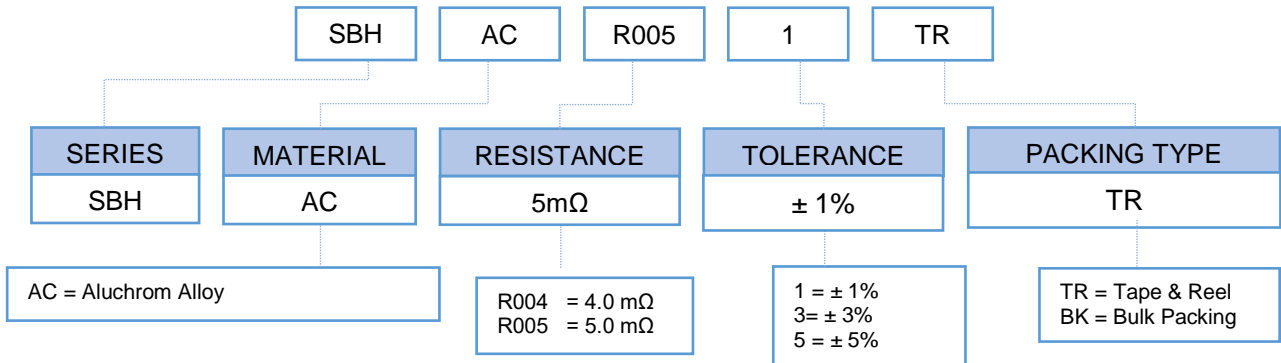 SBH AC R005 1 TR
SERIES MATERIAL RESISTANCE TOLERANCE PACKING TYPE
SBH AC 5mΩ ± 1% TR
AC = Aluchrom Alloy
R004 = 4.0 mΩ
R005 = 5.0 mΩ
1 = ± 1%
3= ± 3%
5 = ± 5%
TR = Tape & Reel
BK = Bulk Packing